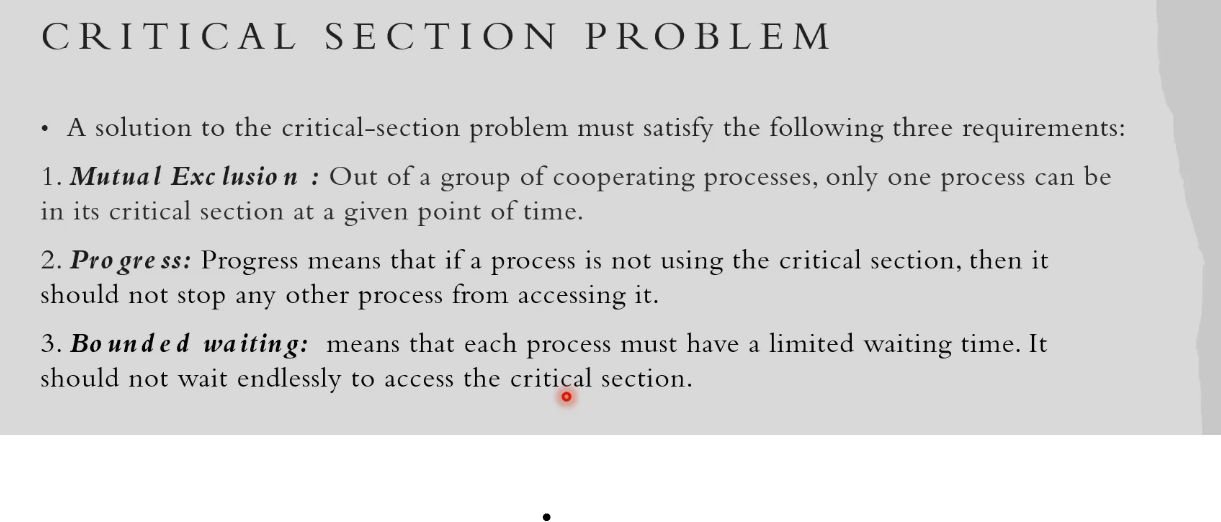 CRITICAL SECTION PROBLEM
• A solution to the critical-section problem must satisfy the following three requirements:
1. Mutual Exclusion : Out of a group of cooperating processes, only one process can be
in its critical section at a given point of time.
2. Progress: Progress means that if a process is not using the critical section, then it
should not stop any other process from accessing it.
3. Bounded waiting: means that each process must have a limited waiting time. It
should not wait endlessly to access the critical section.